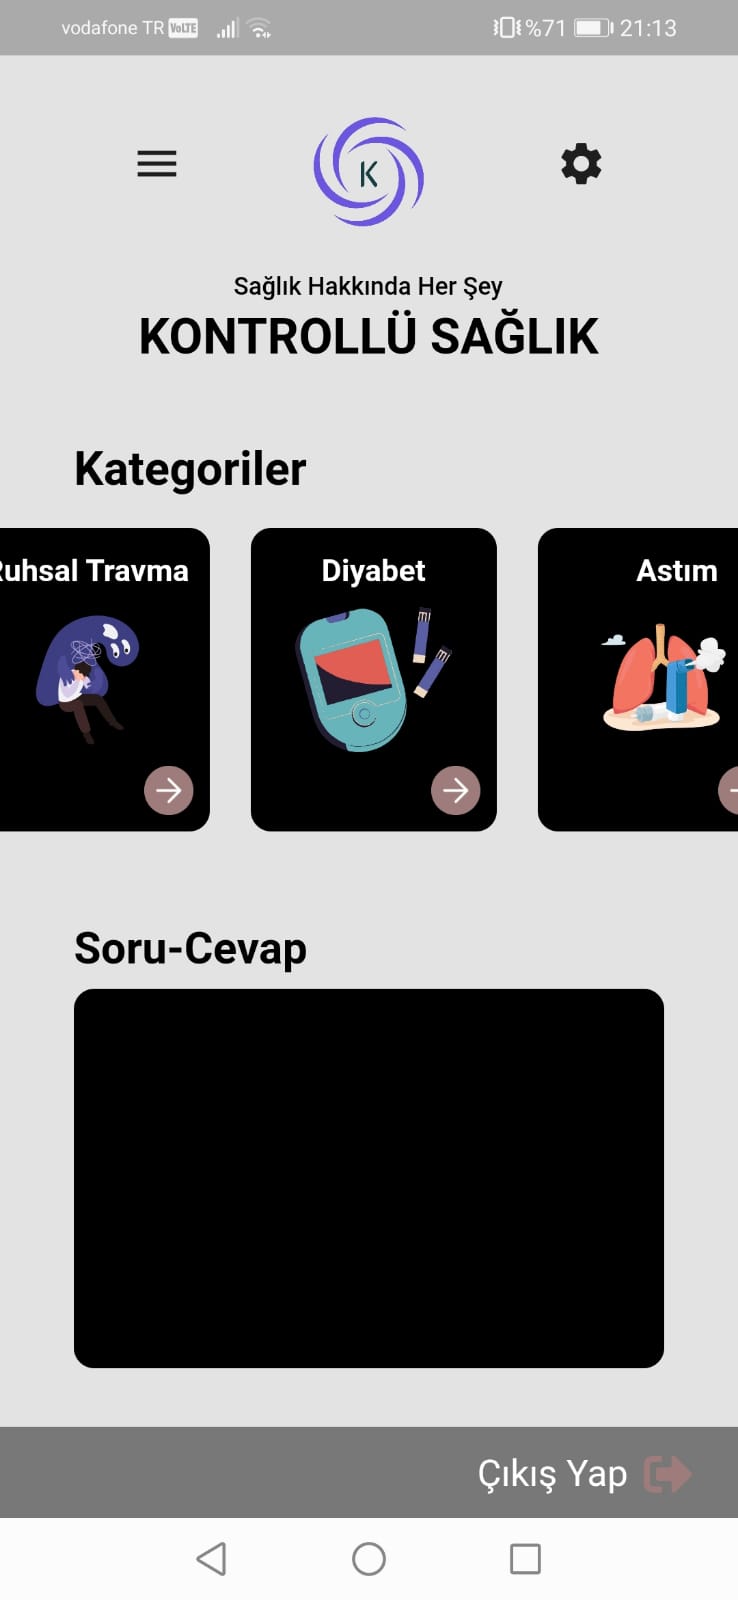 vodafone TR VoLTE %71 21:13
K
Sağlık Hakkında Her Şey
KONTROLLÜ SAĞLIK
Kategoriler
Ruhsal Travma
Diyabet
Astım
Soru-Cevap
Çıkış Yap